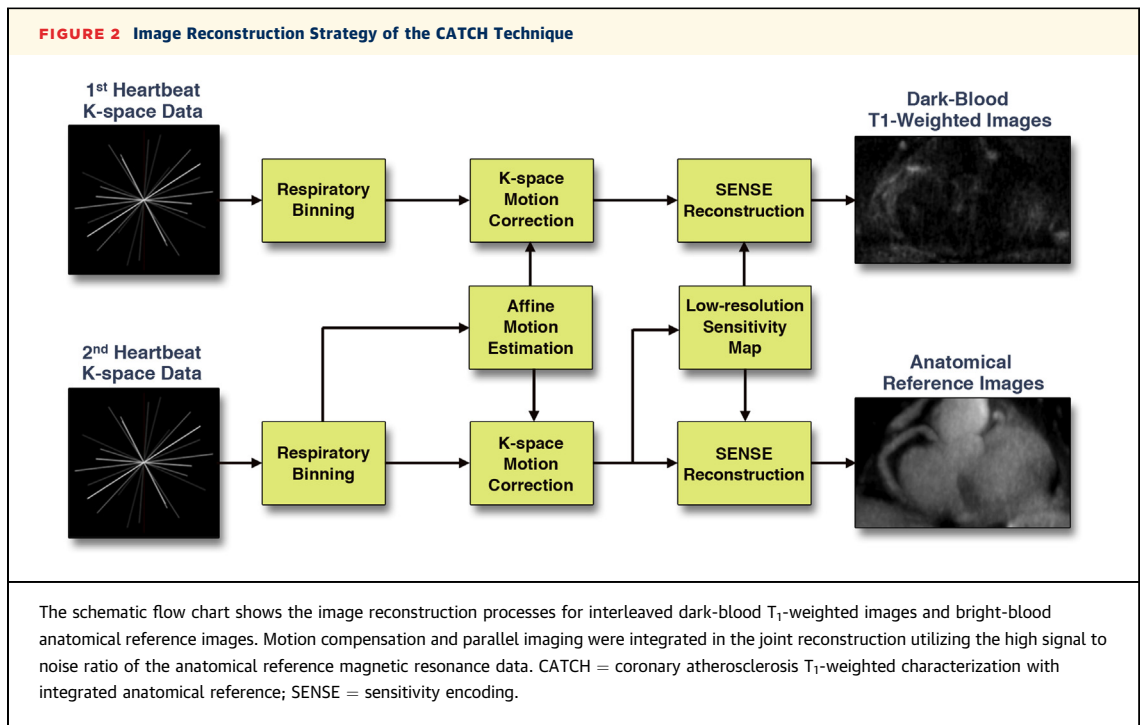 FIGURE 2 Image Reconstruction Strategy of the CATCH Technique
1st Heartbeat
K-space Data
Dark-Blood
T1-Weighted Images
Respiratory
Binning
K-space
Motion
Correction
SENSE
Reconstruction
Affine
Motion
Estimation
Low-resolution
Sensitivity
Map
2nd Heartbeat
K-space Data
Anatomical
Reference Images
Respiratory
Binning
K-space
Motion
Correction
SENSE
Reconstruction
The schematic flow chart shows the image reconstruction processes for interleaved dark-blood T₁-weighted images and bright-blood
anatomical reference images. Motion compensation and parallel imaging were integrated in the joint reconstruction utilizing the high signal to
noise ratio of the anatomical reference magnetic resonance data. CATCH = coronary atherosclerosis T₁-weighted characterization with
integrated anatomical reference; SENSE = sensitivity encoding.